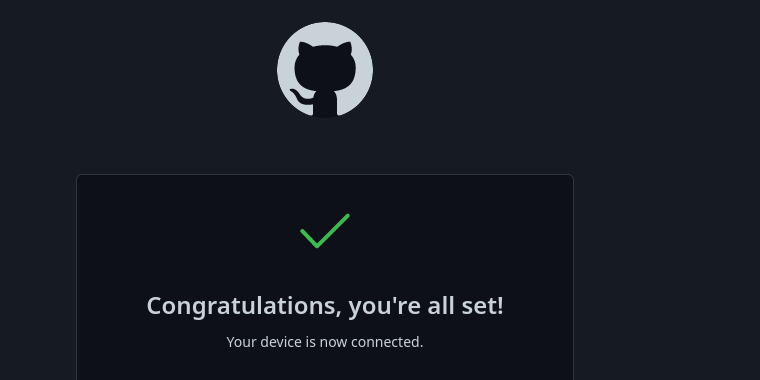 Congratulations, you're all set!
Your device is now connected.